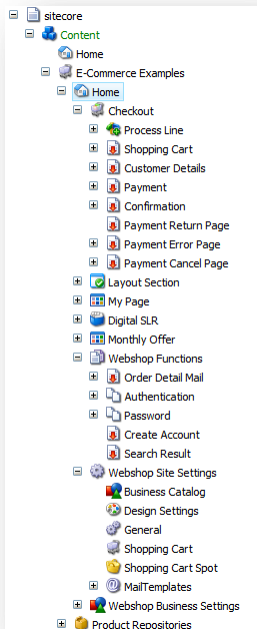 sitecore
Content
Home
E-Commerce Examples
Home
Checkout
Process Line
Shopping Cart
Customer Details
Payment
Confirmation
Payment Return Page
Payment Error Page
Payment Cancel Page
Layout Section
My Page
Digital SLR
Monthly Offer
Webshop Functions
Order Detail Mail
Authentication
Password
Create Account
Search Result
Webshop Site Settings
Business Catalog
Design Settings
General
Shopping Cart
Shopping Cart Spot
MailTemplates
Webshop Business Settings
Product Repositories